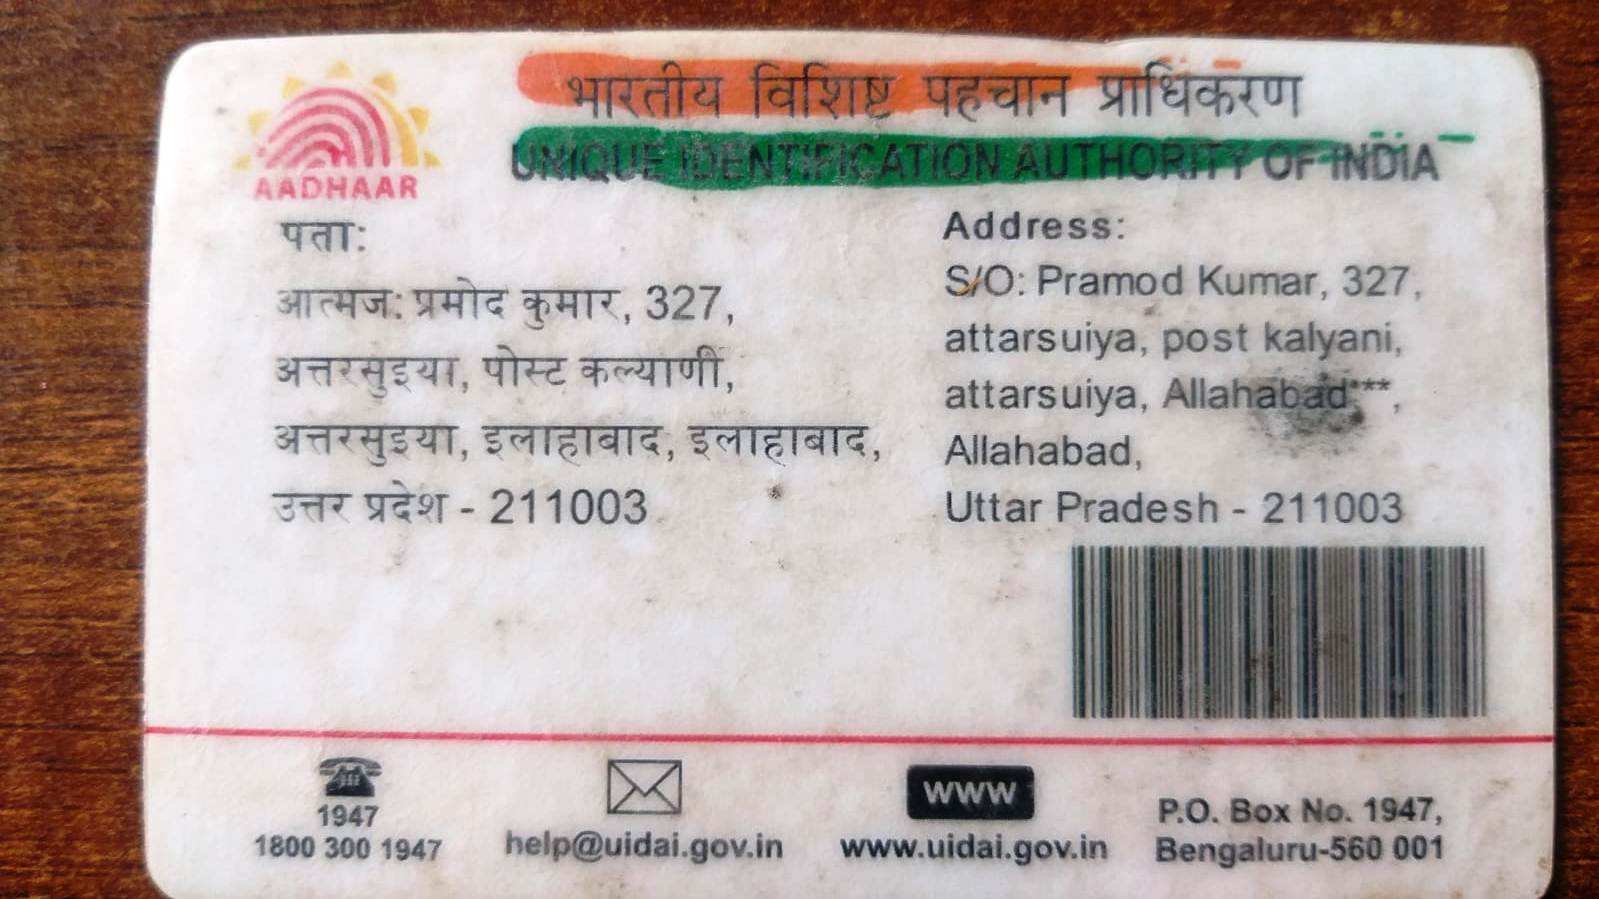 भारतीय विशिष्ट पहचान प्राधिकरण
UNIQUE IDENTIFICATION AUTHORITY OF INDIA
AADHAAR
पता:
आत्मज: प्रमोद कुमार, 327,
अत्तरसुइया, पोस्ट कल्याणी,
अत्तरसुइया, इलाहाबाद, इलाहाबाद,
उत्तर प्रदेश - 211003
Address:
S/O: Pramod Kumar, 327,
attarsuiya, post kalyani,
attarsuiya, Allahabad***,
Allahabad,
Uttar Pradesh - 211003
1947
1800 300 1947
help@uidai.gov.in
www
www.uidai.gov.in
P.O. Box No. 1947,
Bengaluru-560 001